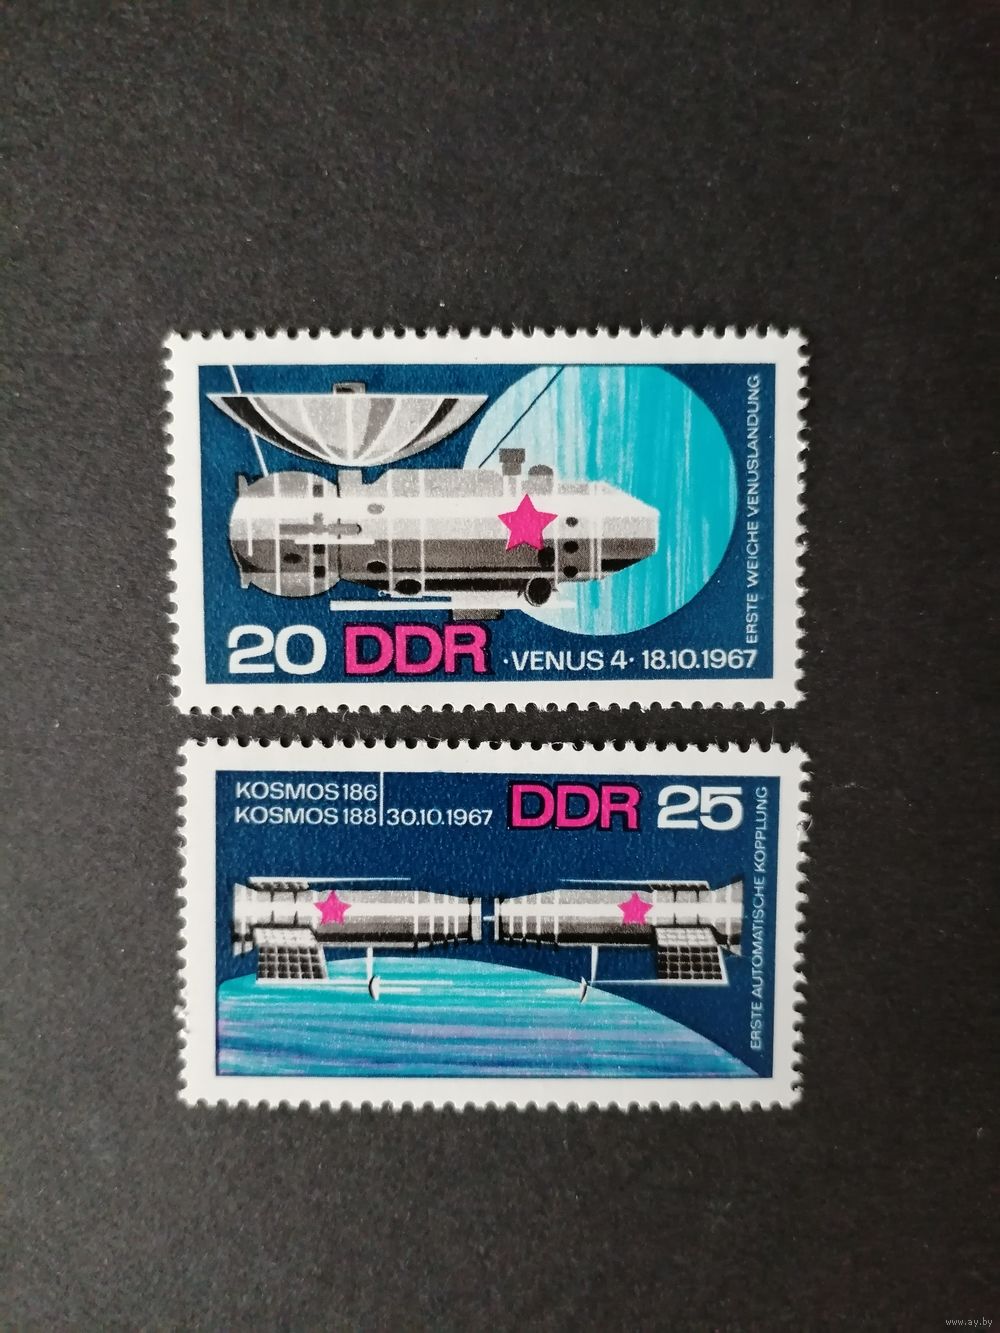 ERSTE WEICHE VENUSLANDUNG
20 DDR ·VENUS 4· 18.10.1967
KOSMOS 186
KOSMOS 188 30.10.1967
DDR 25
ERSTE AUTOMATISCHE KOPPLUNG
www.ay.by